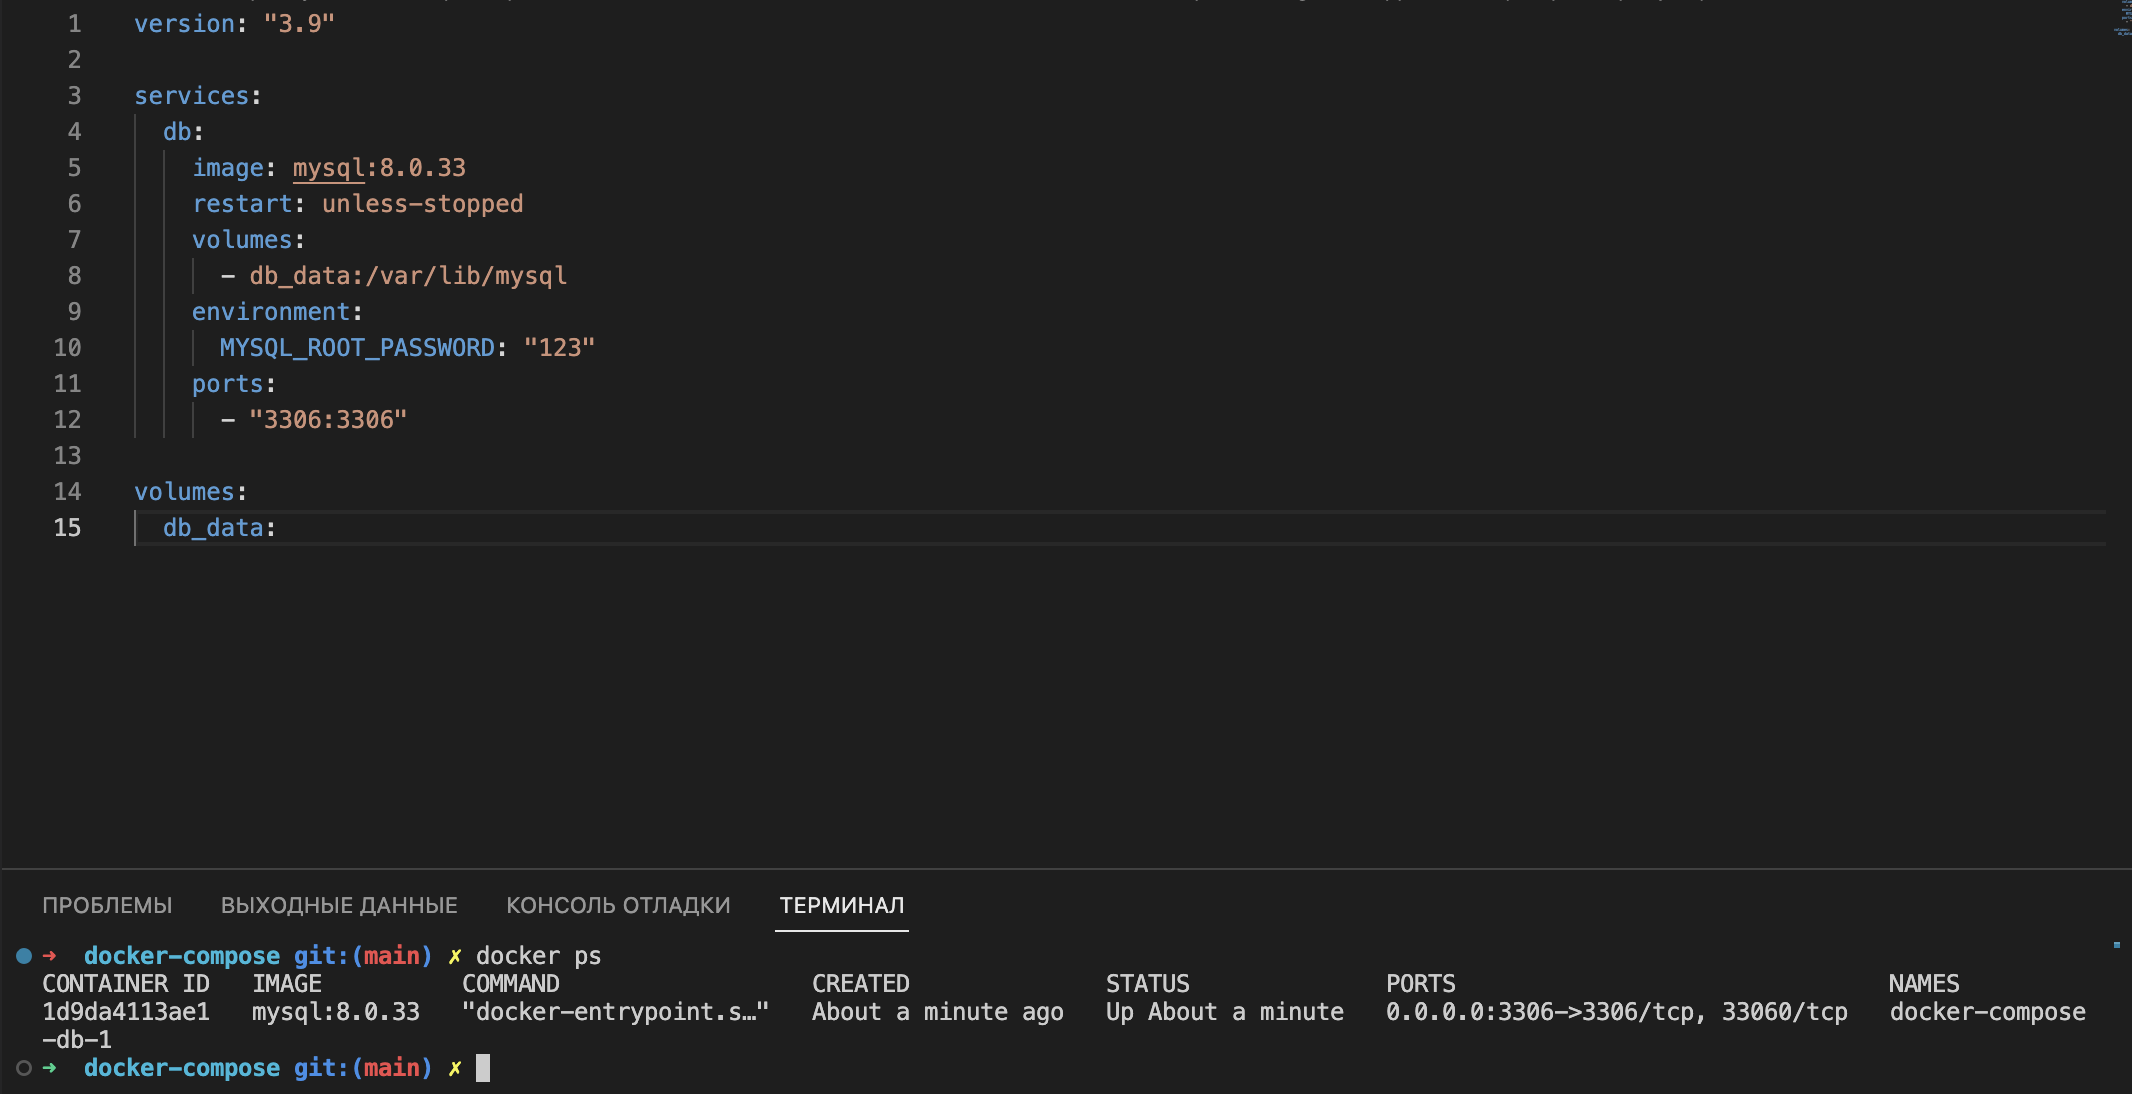 1 version: "3.9"
2
3 services:
4   db:
5     image: mysql:8.0.33
6     restart: unless-stopped
7     volumes:
8       - db_data:/var/lib/mysql
9     environment:
10       MYSQL_ROOT_PASSWORD: "123"
11     ports:
12       - "3306:3306"
13
14 volumes:
15   db_data:
ПРОБЛЕМЫ ВЫХОДНЫЕ ДАННЫЕ КОНСОЛЬ ОТЛАДКИ ТЕРМИНАЛ
➜ docker-compose git:(main) ✗ docker ps
CONTAINER ID IMAGE COMMAND CREATED STATUS PORTS NAMES
1d9da4113ae1 mysql:8.0.33 "docker-entrypoint.s…" About a minute ago Up About a minute 0.0.0.0:3306->3306/tcp, 33060/tcp docker-compose
-db-1
➜ docker-compose git:(main) ✗